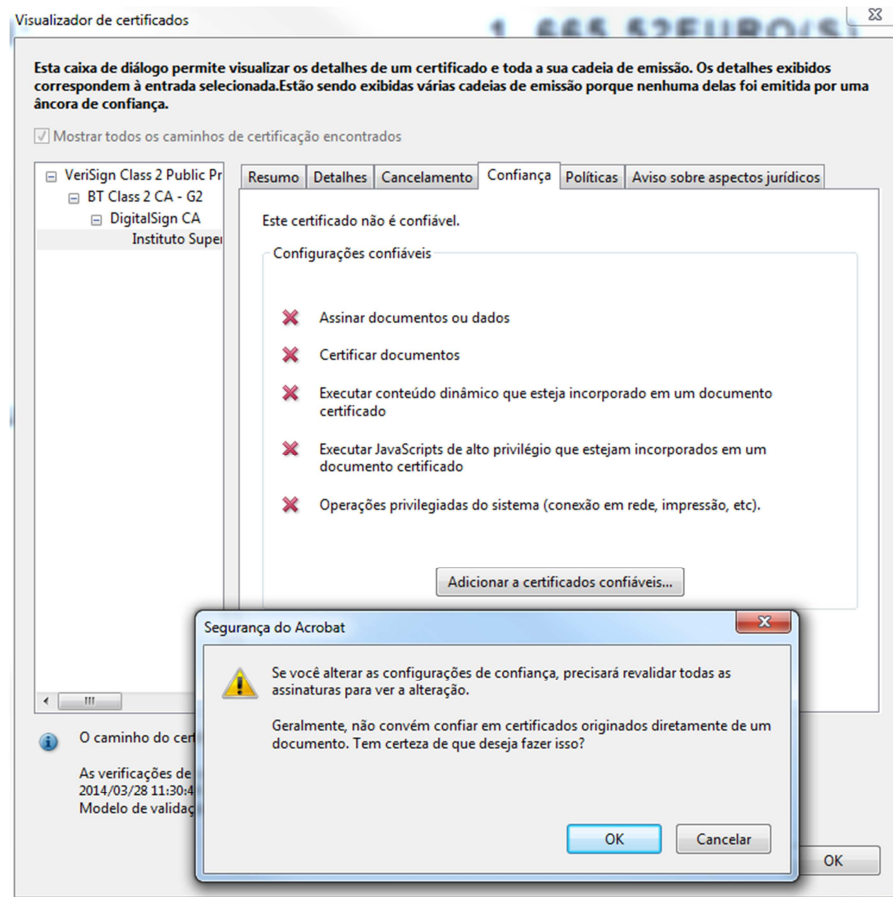 Visualizador de certificados
1 665,52EURO(S)
Esta caixa de diálogo permite visualizar os detalhes de um certificado e toda a sua cadeia de emissão. Os detalhes exibidos
correspondem à entrada selecionada.Estão sendo exibidas várias cadeias de emissão porque nenhuma delas foi emitida por uma
âncora de confiança.
Mostrar todos os caminhos de certificação encontrados
VeriSign Class 2 Public Pr
BT Class 2 CA - G2
DigitalSign CA
Instituto Super
Resumo Detalhes Cancelamento Confiança Políticas Aviso sobre aspectos jurídicos
Este certificado não é confiável.
Configurações confiáveis
Assinar documentos ou dados
Certificar documentos
Executar conteúdo dinâmico que esteja incorporado em um documento
certificado
Executar JavaScripts de alto privilégio que estejam incorporados em um
documento certificado
Operações privilegiadas do sistema (conexão em rede, impressão, etc).
Adicionar a certificados confiáveis...
Segurança do Acrobat
Se você alterar as configurações de confiança, precisará revalidar todas as
assinaturas para ver a alteração.
Geralmente, não convém confiar em certificados originados diretamente de um
documento. Tem certeza de que deseja fazer isso?
OK Cancelar
O caminho do cert
As verificações de
2014/03/28 11:30:4
Modelo de validaç
OK